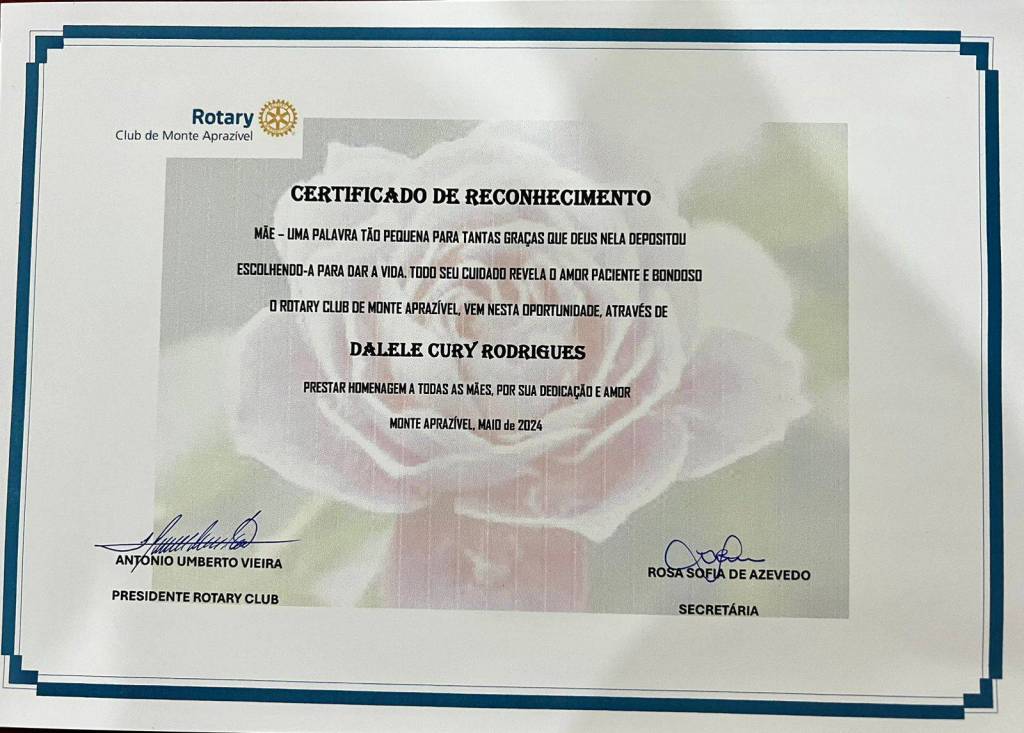 Rotary
Club de Monte Aprazível
CERTIFICADO DE RECONHECIMENTO
MÃE – UMA PALAVRA TÃO PEQUENA PARA TANTAS GRAÇAS QUE DEUS NELA DEPOSITOU
ESCOLHENDO-A PARA DAR A VIDA. TODO SEU CUIDADO REVELA O AMOR PACIENTE E BONDOSO
O ROTARY CLUB DE MONTE APRAZÍVEL, VEM NESTA OPORTUNIDADE, ATRAVÉS DE
DALELE CURY RODRIGUES
PRESTAR HOMENAGEM A TODAS AS MÃES, POR SUA DEDICAÇÃO E AMOR
MONTE APRAZÍVEL, MAIO de 2024
ANTÓNIO UMBERTO VIEIRA
PRESIDENTE ROTARY CLUB
ROSA SOFIA DE AZEVEDO
SECRETÁRIA